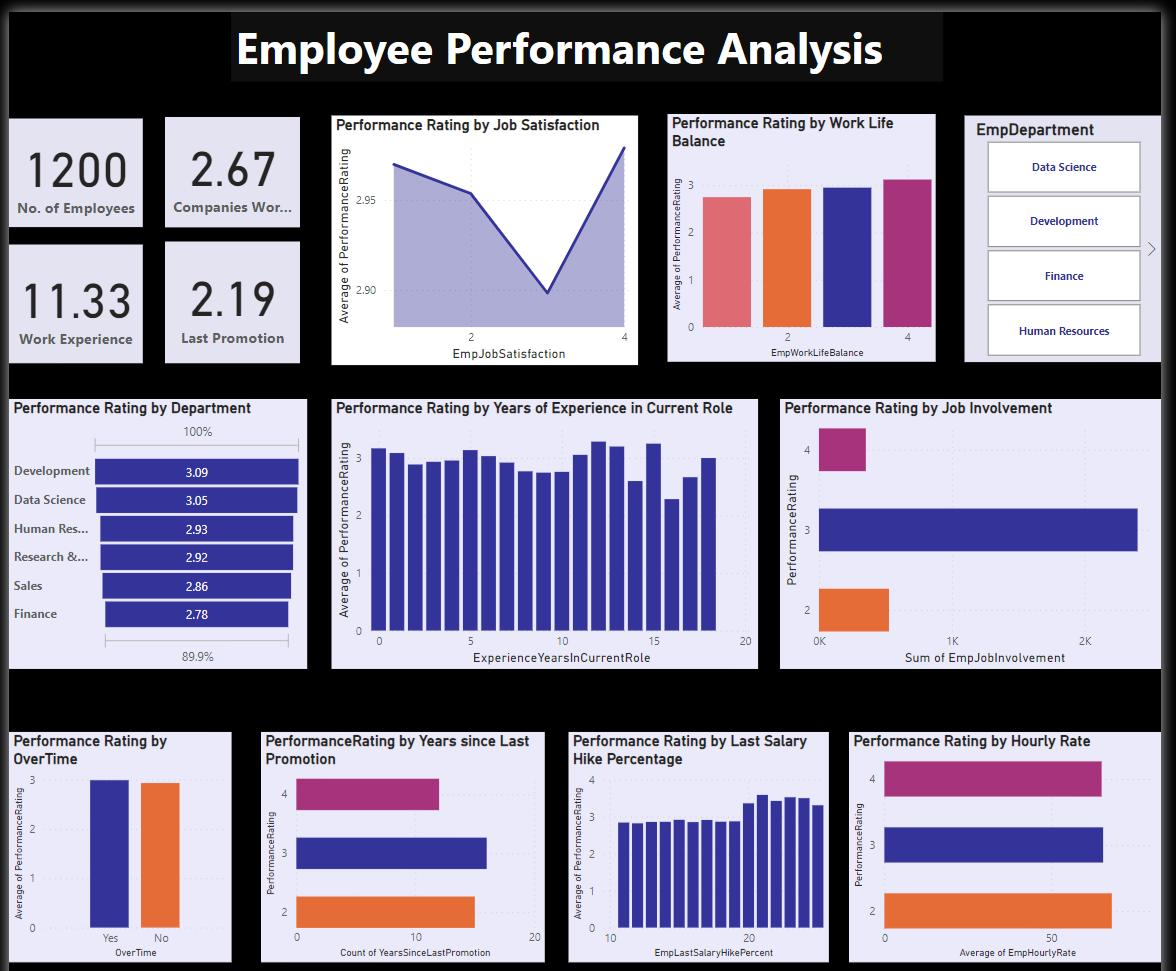 Employee Performance Analysis
1200
No. of Employees
2.67
Companies Wor...
11.33
Work Experience
2.19
Last Promotion
Performance Rating by Job Satisfaction
Average of PerformanceRating
2.95
2.90
2
4
EmpJobSatisfaction
Performance Rating by Work Life
Balance
Average of PerformanceRating
3
2
1
0
2
4
EmpWorkLifeBalance
EmpDepartment
Data Science
Development
Finance
Human Resources
Performance Rating by Department
100%
Development 3.09
Data Science 3.05
Human Res... 2.93
Research &... 2.92
Sales 2.86
Finance 2.78
89.9%
Performance Rating by Years of Experience in Current Role
Average of PerformanceRating
3
2
1
0
0 5 10 15 20
ExperienceYearsInCurrentRole
Performance Rating by Job Involvement
PerformanceRating
4
3
2
0K 1K 2K
Sum of EmpJobInvolvement
Performance Rating by
OverTime
Average of PerformanceRating
3
2
1
0
Yes No
OverTime
PerformanceRating by Years since Last
Promotion
PerformanceRating
4
3
2
0 10 20
Count of YearsSinceLastPromotion
Performance Rating by Last Salary
Hike Percentage
Average of PerformanceRating
4
3
2
1
0
10 20
EmpLastSalaryHikePercent
Performance Rating by Hourly Rate
PerformanceRating
4
3
2
0 50
Average of EmpHourlyRate